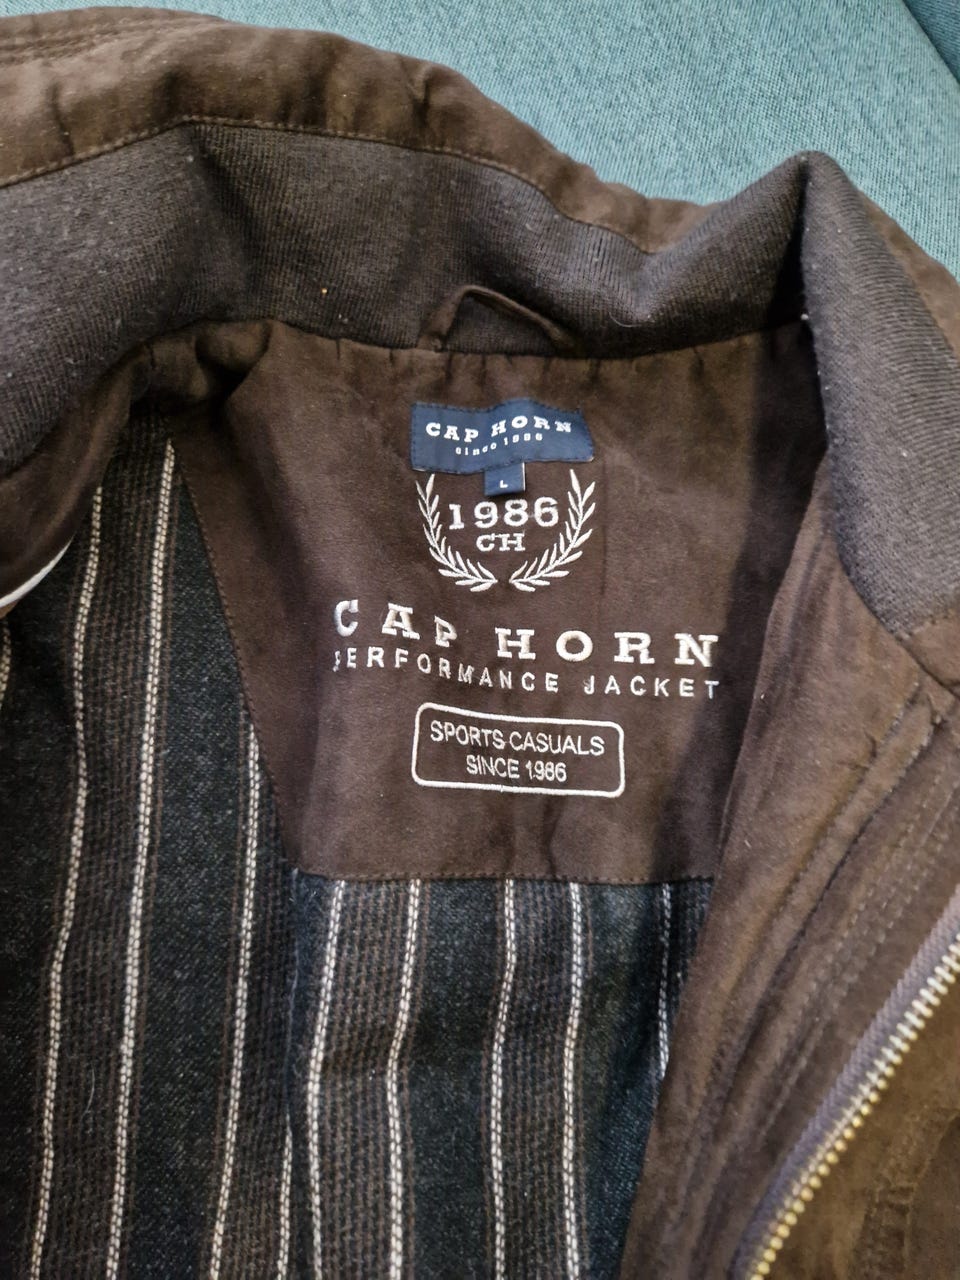 CAP HORN
since 1986
L
1986
CH
CAP HORN
PERFORMANCE JACKET
SPORTS CASUALS
SINCE 1986